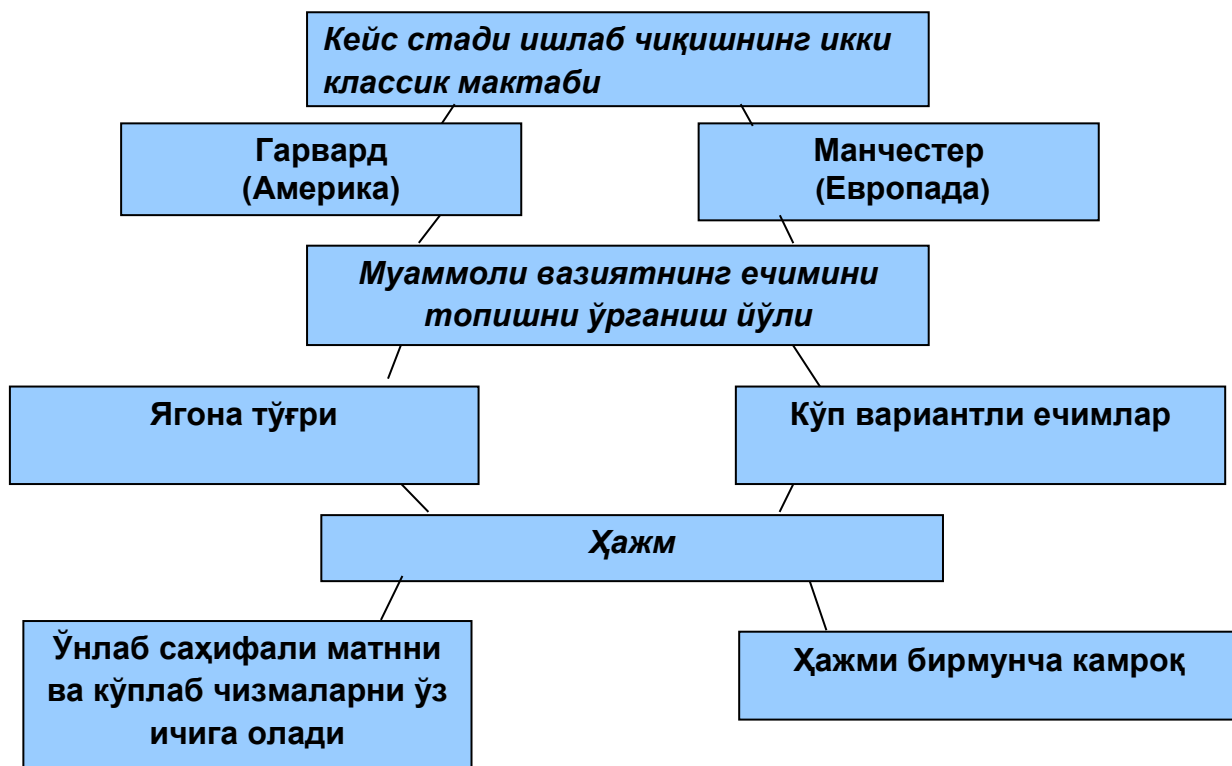 Кейс стади ишлаб чиқишнинг икки
классик мактаби
Гарвард
(Америка)
Манчестер
(Европада)
Муаммоли вазиятнинг ечимини
топишни ўрганиш йўли
Ягона тўғри
Кўп вариантли ечимлар
Ҳажм
Ўнлаб саҳифали матнни
ва кўплаб чизмаларни ўз
ичига олади
Ҳажми бирмунча камроқ